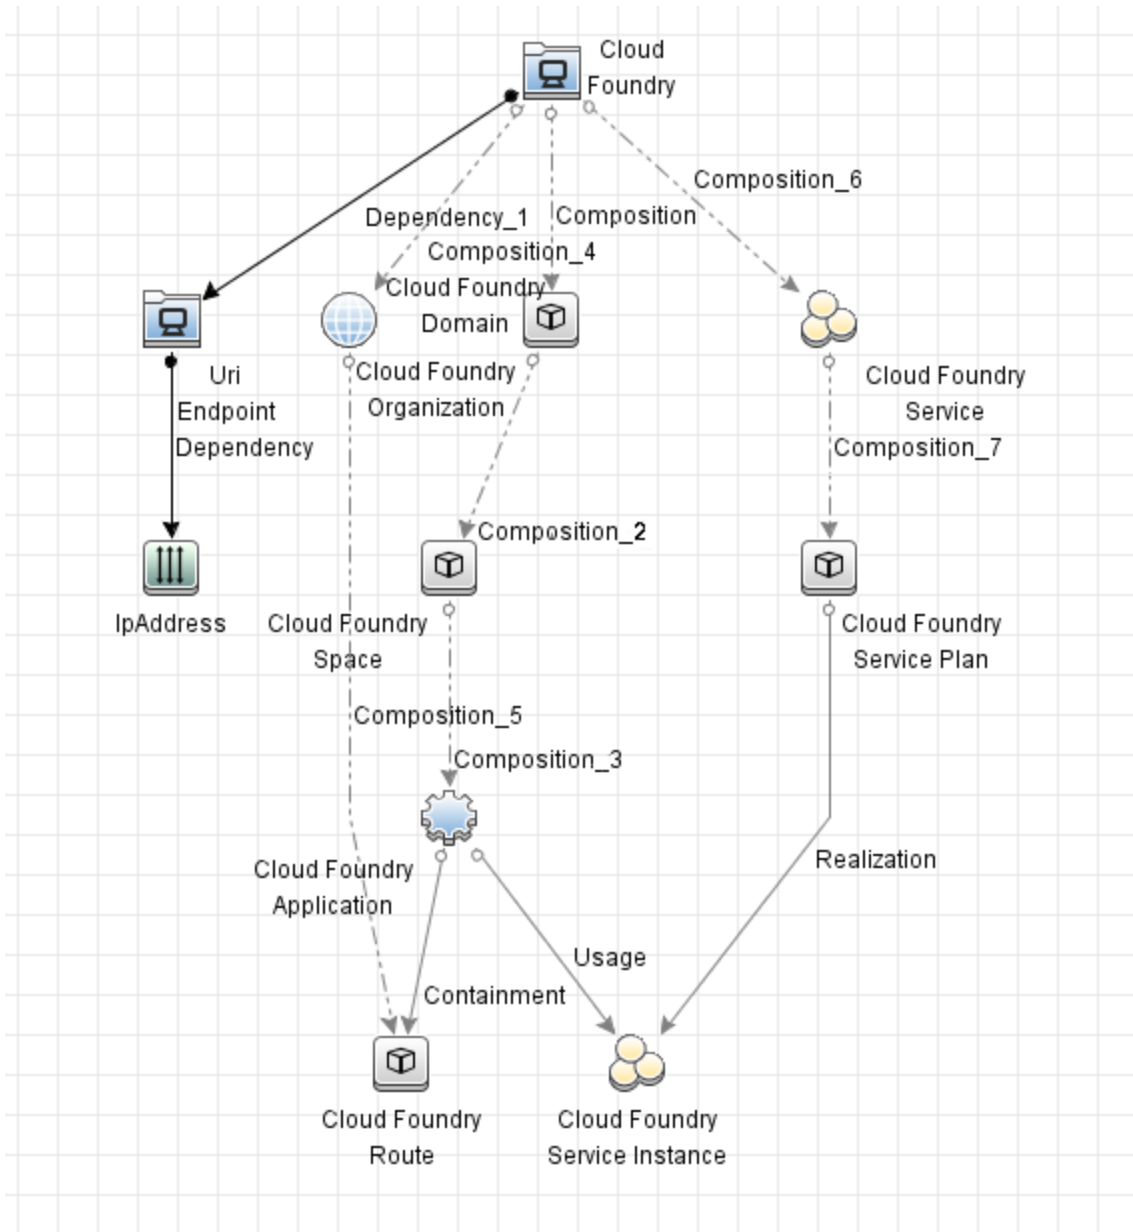 Cloud
Foundry
Composition_6
Dependency_1
Composition
Composition_4
Cloud Foundry
Domain
Uri
Endpoint
Dependency
Cloud Foundry
Organization
Cloud Foundry
Service
Composition_7
Composition_2
IpAddress
Cloud Foundry
Space
Cloud Foundry
Service Plan
Composition_5
Composition_3
Cloud Foundry
Application
Realization
Usage
Containment
Cloud Foundry
Route
Cloud Foundry
Service Instance